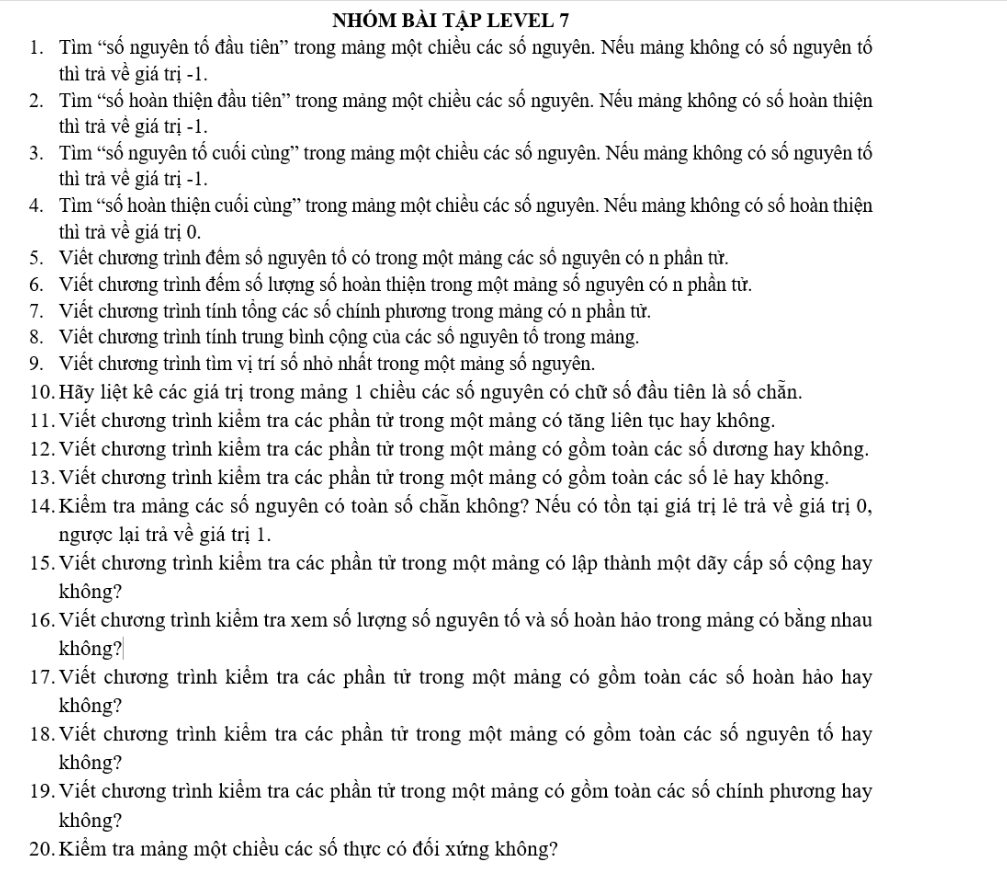 NHÓM BÀI TẬP LEVEL 7
1. Tìm “số nguyên tố đầu tiên” trong mảng một chiều các số nguyên. Nếu mảng không có số nguyên tố
thì trả về giá trị -1.
2. Tìm “số hoàn thiện đầu tiên” trong mảng một chiều các số nguyên. Nếu mảng không có số hoàn thiện
thì trả về giá trị -1.
3. Tìm “số nguyên tố cuối cùng” trong mảng một chiều các số nguyên. Nếu mảng không có số nguyên tố
thì trả về giá trị -1.
4. Tìm “số hoàn thiện cuối cùng” trong mảng một chiều các số nguyên. Nếu mảng không có số hoàn thiện
thì trả về giá trị 0.
5. Viết chương trình đếm số nguyên tố có trong một mảng các số nguyên có n phần tử.
6. Viết chương trình đếm số lượng số hoàn thiện trong một mảng số nguyên có n phần tử.
7. Viết chương trình tính tổng các số chính phương trong mảng có n phần tử.
8. Viết chương trình tính trung bình cộng của các số nguyên tố trong mảng.
9. Viết chương trình tìm vị trí số nhỏ nhất trong một mảng số nguyên.
10. Hãy liệt kê các giá trị trong mảng 1 chiều các số nguyên có chữ số đầu tiên là số chẵn.
11. Viết chương trình kiểm tra các phần tử trong một mảng có tăng liên tục hay không.
12. Viết chương trình kiểm tra các phần tử trong một mảng có gồm toàn các số dương hay không.
13. Viết chương trình kiểm tra các phần tử trong một mảng có gồm toàn các số lẻ hay không.
14. Kiểm tra mảng các số nguyên có toàn số chẵn không? Nếu có tồn tại giá trị lẻ trả về giá trị 0,
ngược lại trả về giá trị 1.
15. Viết chương trình kiểm tra các phần tử trong một mảng có lập thành một dãy cấp số cộng hay
không?
16. Viết chương trình kiểm tra xem số lượng số nguyên tố và số hoàn hảo trong mảng có bằng nhau
không?
17. Viết chương trình kiểm tra các phần tử trong một mảng có gồm toàn các số hoàn hảo hay
không?
18. Viết chương trình kiểm tra các phần tử trong một mảng có gồm toàn các số nguyên tố hay
không?
19. Viết chương trình kiểm tra các phần tử trong một mảng có gồm toàn các số chính phương hay
không?
20. Kiểm tra mảng một chiều các số thực có đối xứng không?